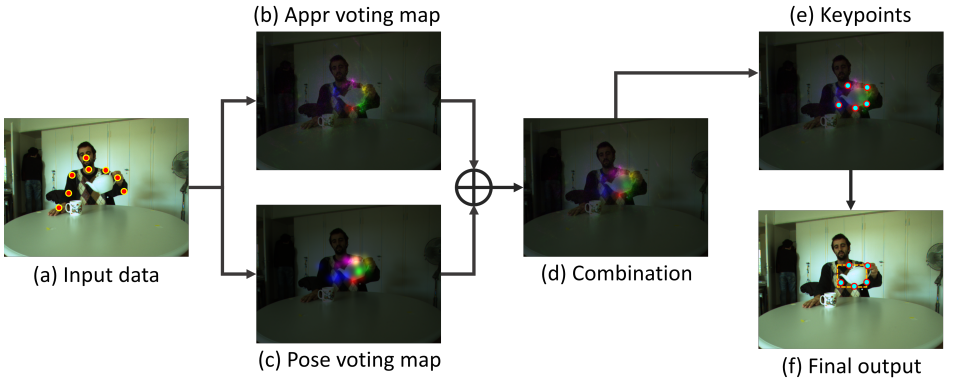 (b) Appr voting map
(e) Keypoints
(a) Input data
(d) Combination
(c) Pose voting map
(f) Final output